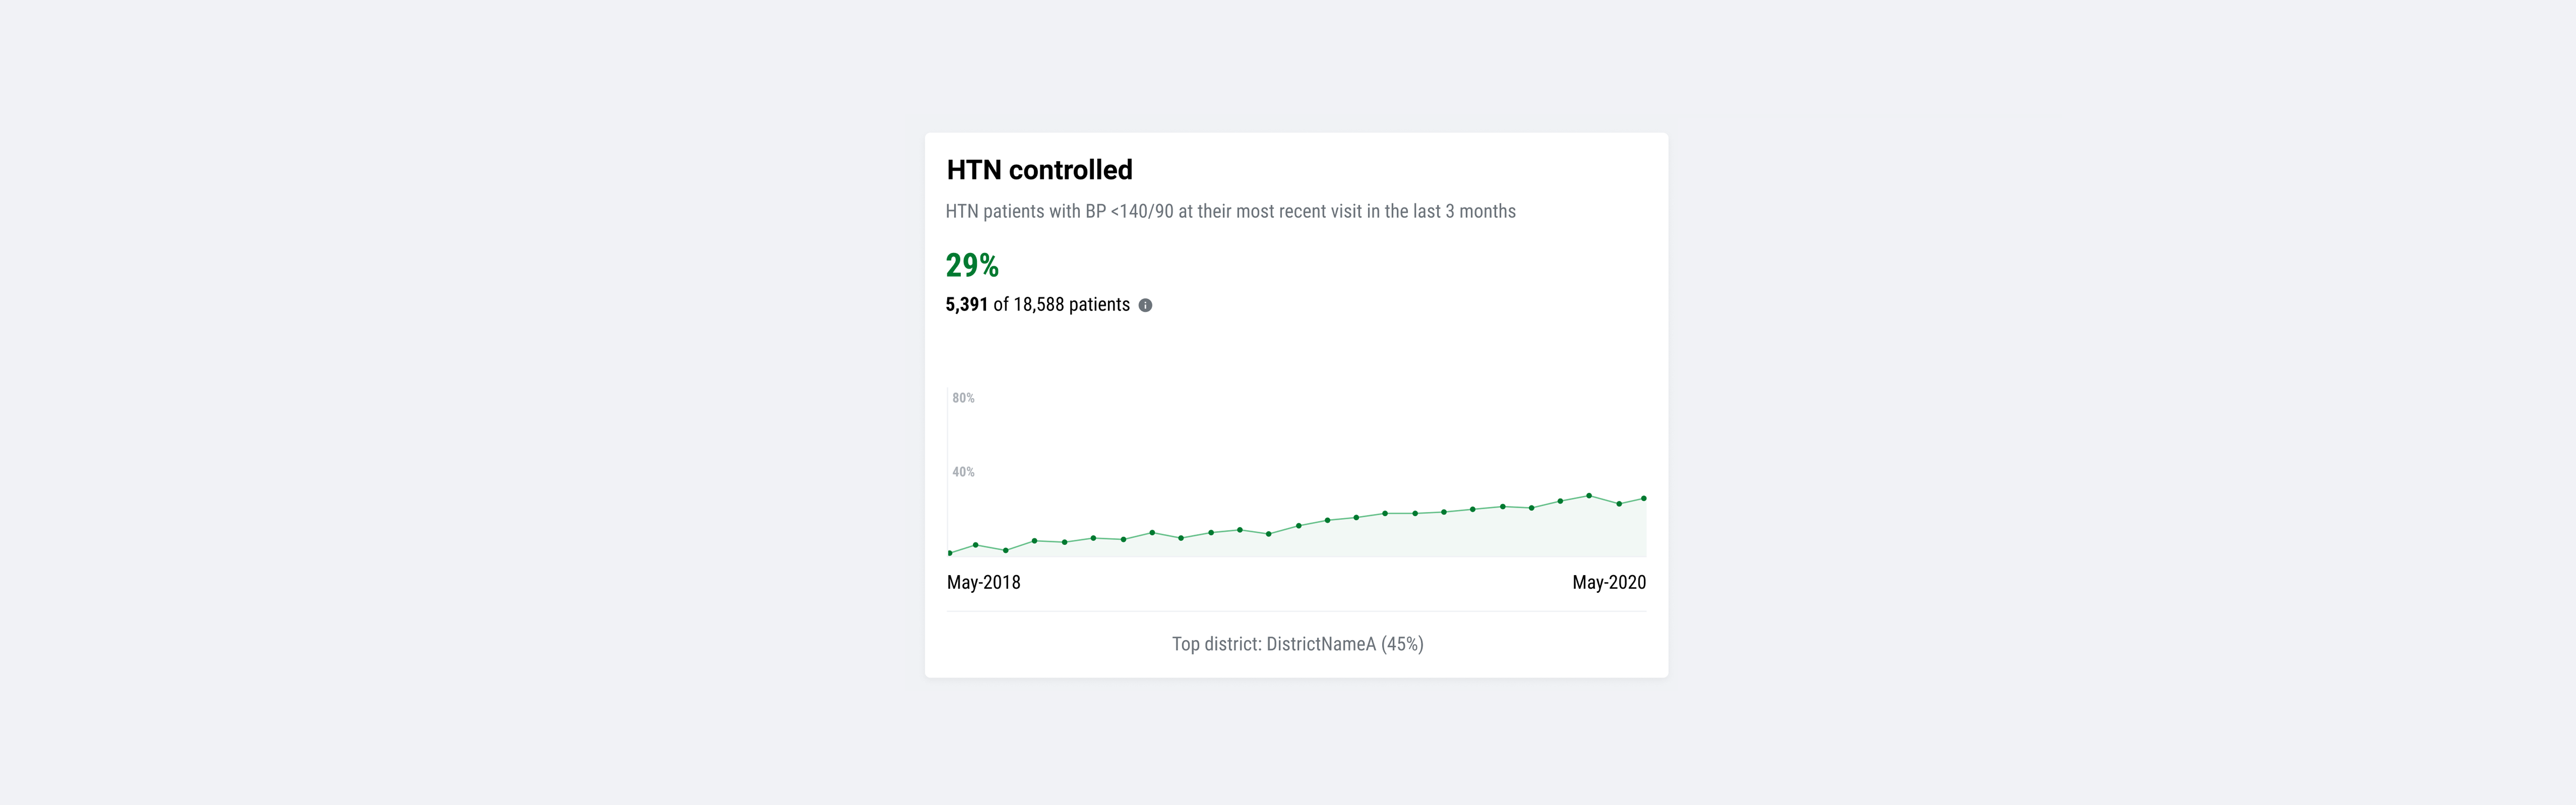 HTN controlled
HTN patients with BP <140/90 at their most recent visit in the last 3 months
29%
5,391 of 18,588 patients
80%
40%
May-2018 May-2020
Top district: DistrictNameA (45%)